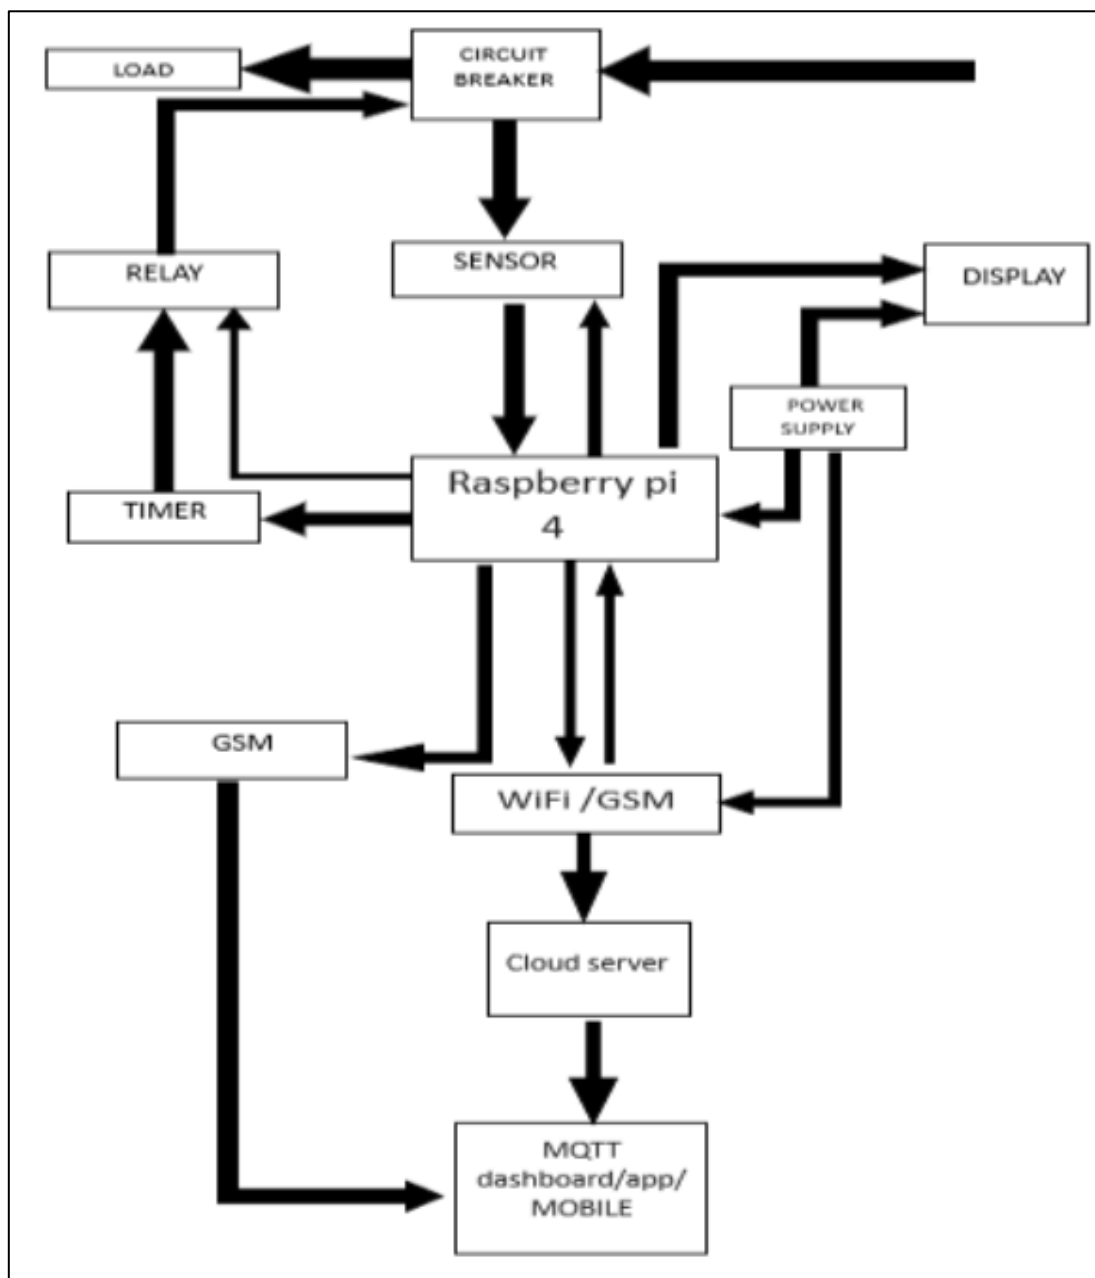 CIRCUIT
BREAKER
LOAD
RELAY
SENSOR
DISPLAY
POWER
SUPPLY
Raspberry pi
4
TIMER
GSM
WiFi /GSM
Cloud server
MQTT
dashboard/app/
MOBILE